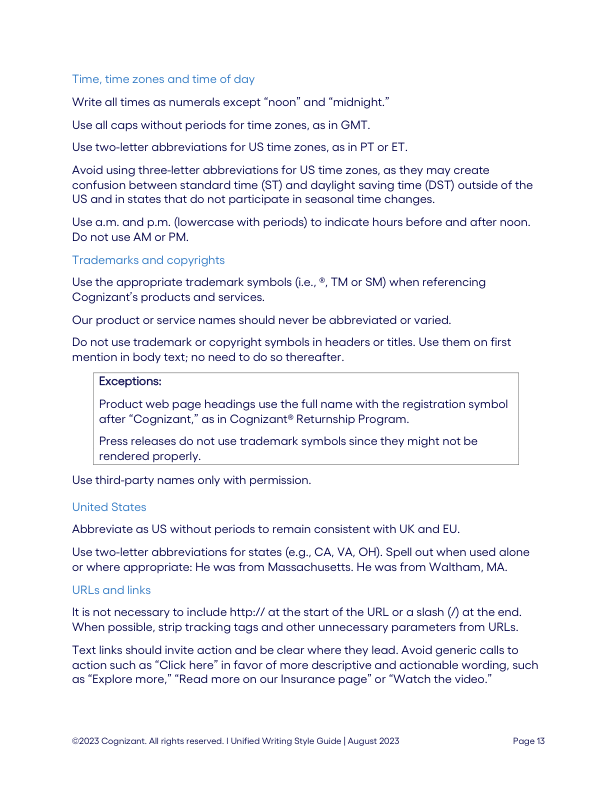 Time, time zones and time of day
Write all times as numerals except “noon” and “midnight.”
Use all caps without periods for time zones, as in GMT.
Use two-letter abbreviations for US time zones, as in PT or ET.
Avoid using three-letter abbreviations for US time zones, as they may create
confusion between standard time (ST) and daylight saving time (DST) outside of the
US and in states that do not participate in seasonal time changes.
Use a.m. and p.m. (lowercase with periods) to indicate hours before and after noon.
Do not use AM or PM.
Trademarks and copyrights
Use the appropriate trademark symbols (i.e., ®, TM or SM) when referencing
Cognizant’s products and services.
Our product or service names should never be abbreviated or varied.
Do not use trademark or copyright symbols in headers or titles. Use them on first
mention in body text; no need to do so thereafter.
Exceptions:
Product web page headings use the full name with the registration symbol
after “Cognizant,” as in Cognizant® Returnship Program.
Press releases do not use trademark symbols since they might not be
rendered properly.
Use third-party names only with permission.
United States
Abbreviate as US without periods to remain consistent with UK and EU.
Use two-letter abbreviations for states (e.g., CA, VA, OH). Spell out when used alone
or where appropriate: He was from Massachusetts. He was from Waltham, MA.
URLs and links
It is not necessary to include http:// at the start of the URL or a slash (/) at the end.
When possible, strip tracking tags and other unnecessary parameters from URLs.
Text links should invite action and be clear where they lead. Avoid generic calls to
action such as “Click here” in favor of more descriptive and actionable wording, such
as “Explore more,” “Read more on our Insurance page” or “Watch the video.”
©2023 Cognizant. All rights reserved. I Unified Writing Style Guide | August 2023 Page 13